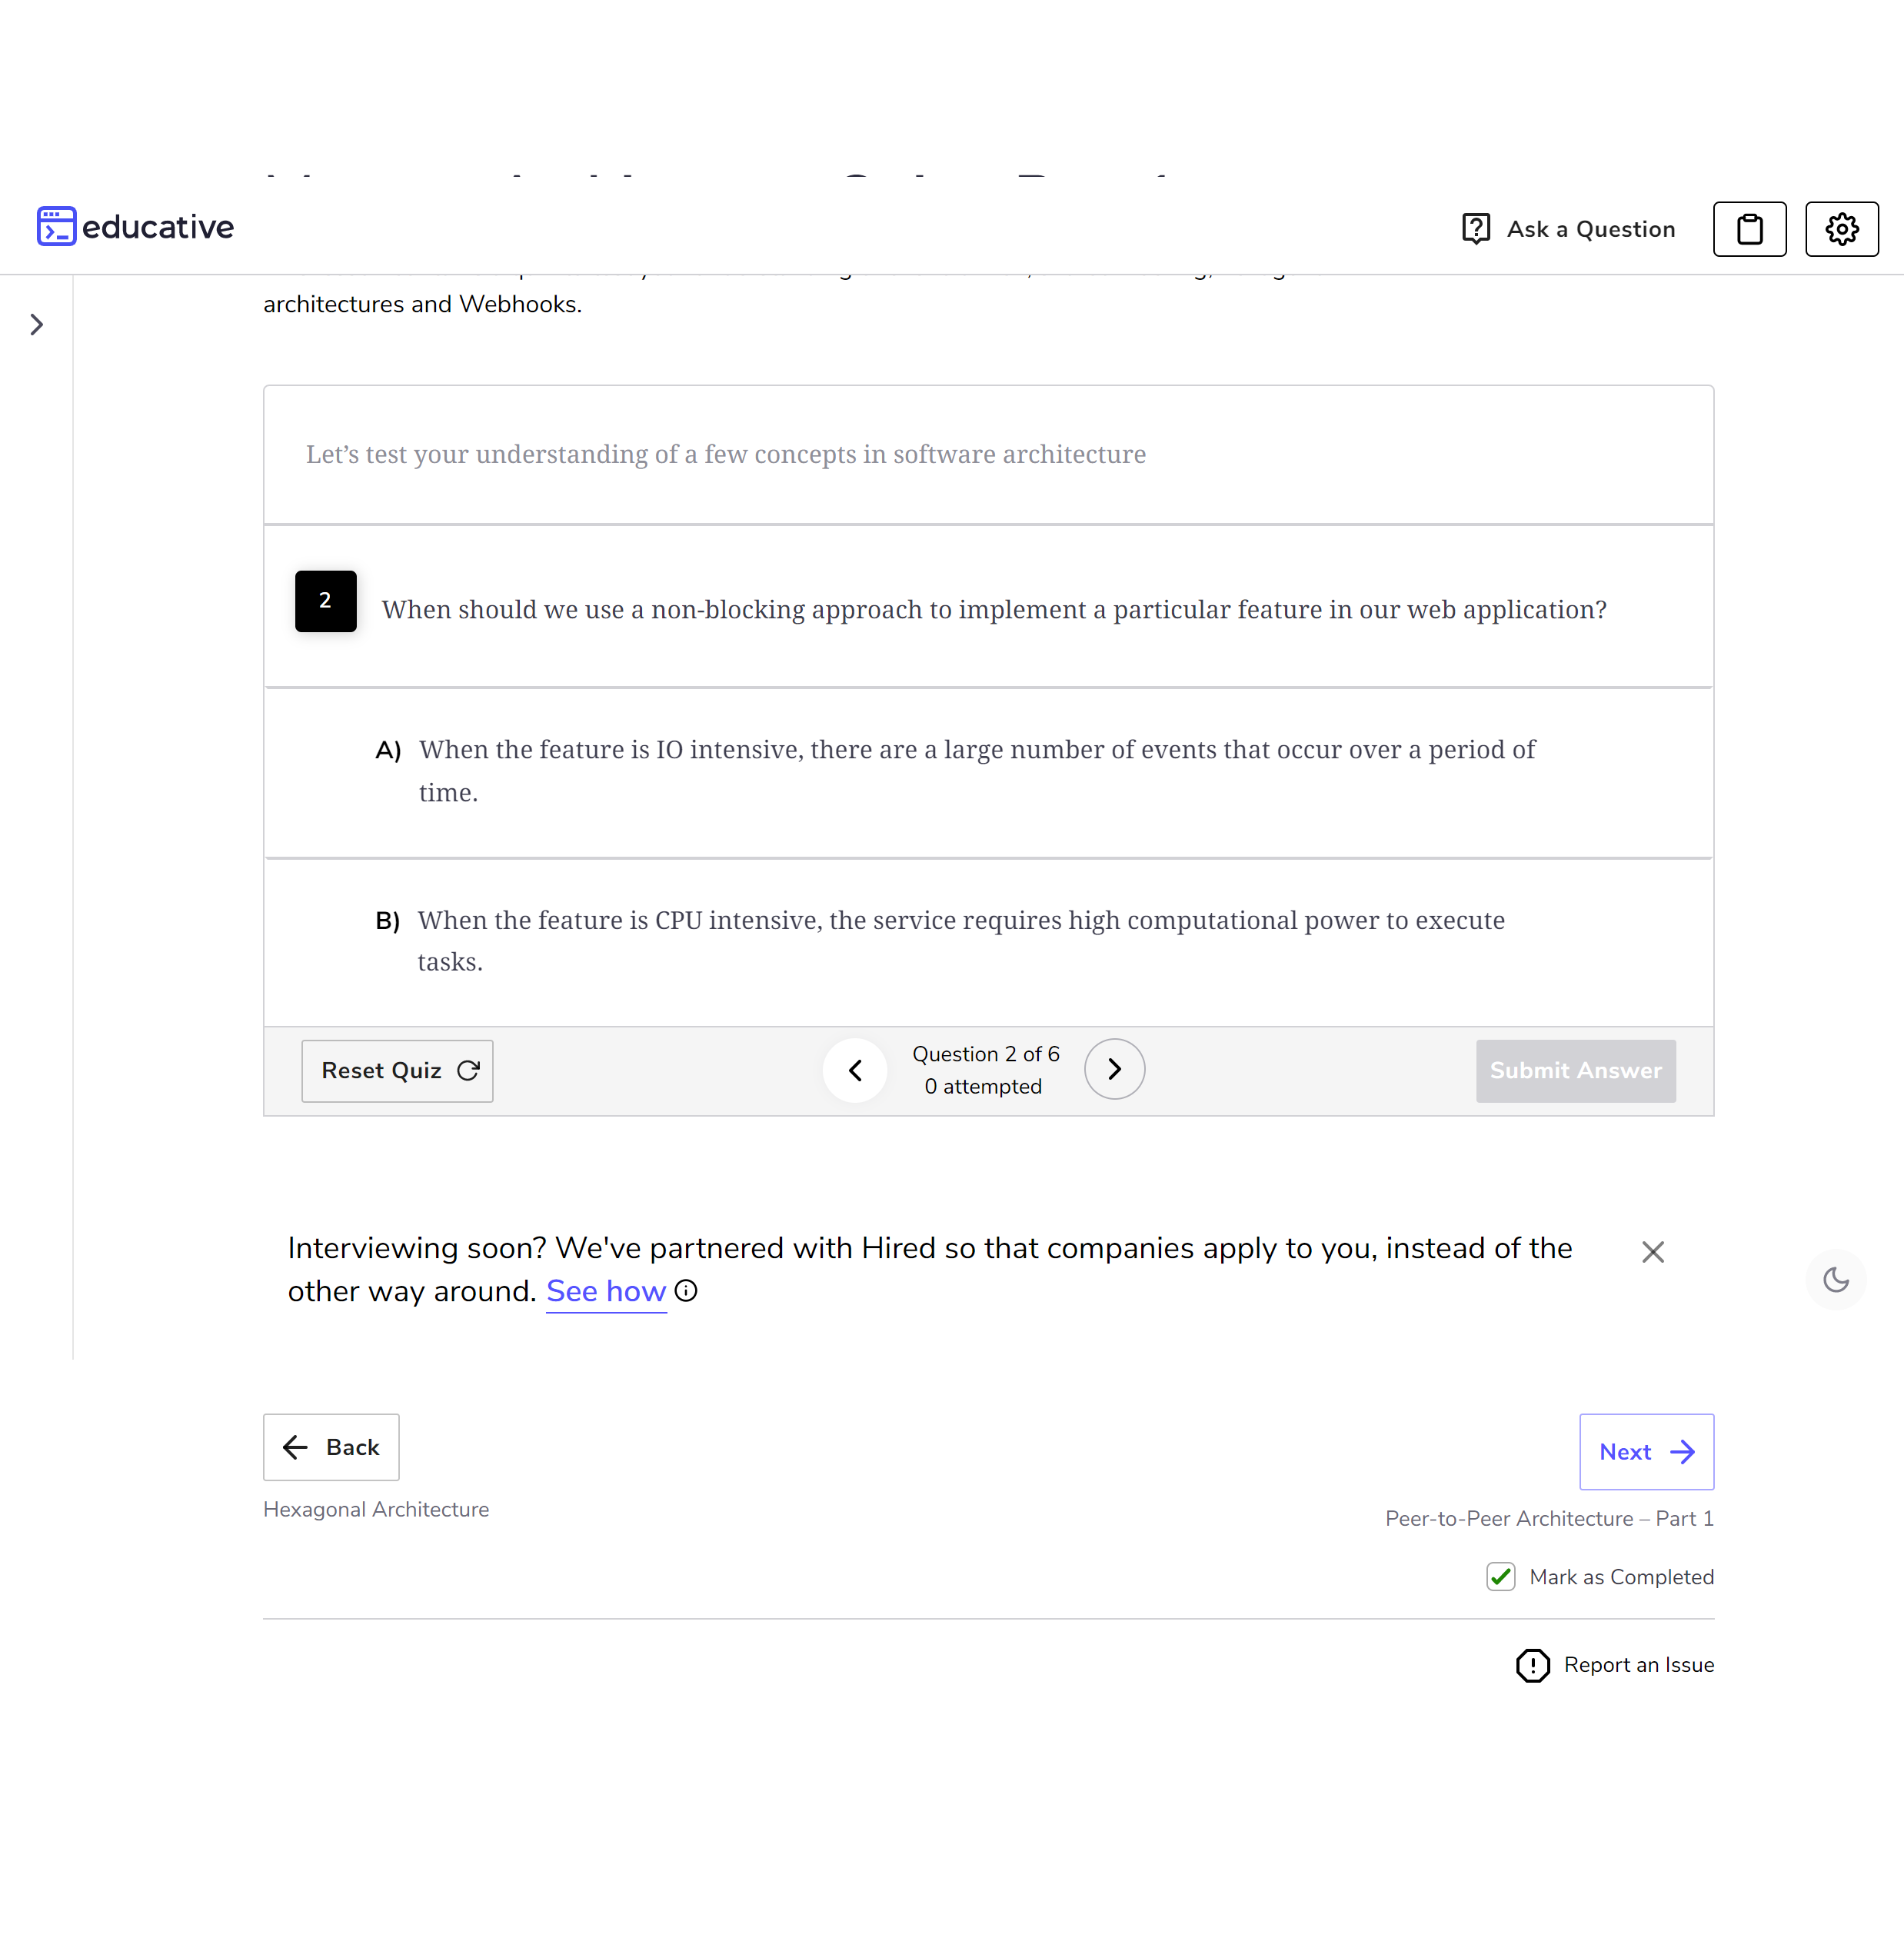 educative
Ask a Question
architectures and Webhooks.
Let’s test your understanding of a few concepts in software architecture
2
When should we use a non-blocking approach to implement a particular feature in our web application?
A) When the feature is IO intensive, there are a large number of events that occur over a period of
time.
B) When the feature is CPU intensive, the service requires high computational power to execute
tasks.
Reset Quiz
Question 2 of 6
0 attempted
Submit Answer
Interviewing soon? We've partnered with Hired so that companies apply to you, instead of the
other way around. See how
Back
Next
Hexagonal Architecture
Peer-to-Peer Architecture – Part 1
Mark as Completed
Report an Issue